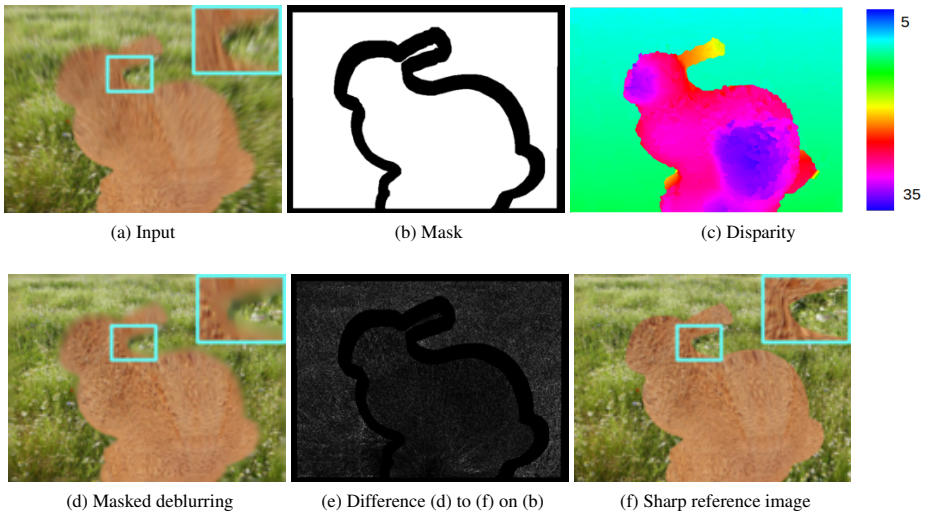 5
35
(a) Input
(b) Mask
(c) Disparity
(d) Masked deblurring
(e) Difference (d) to (f) on (b)
(f) Sharp reference image